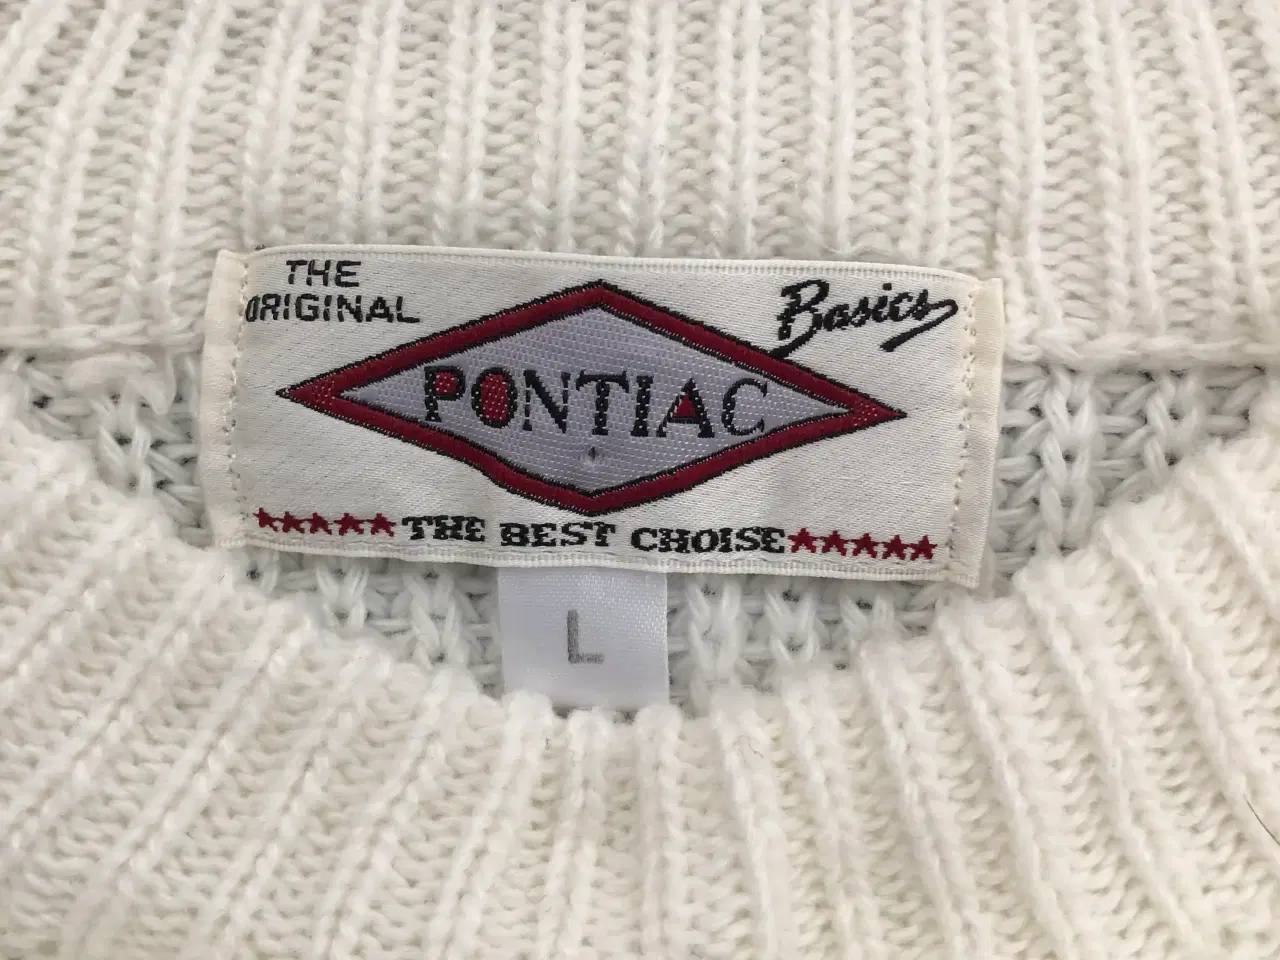 THE
ORIGINAL
Basics
PONTIAC
★★★★★ THE BEST CHOISE ★★★★★
L